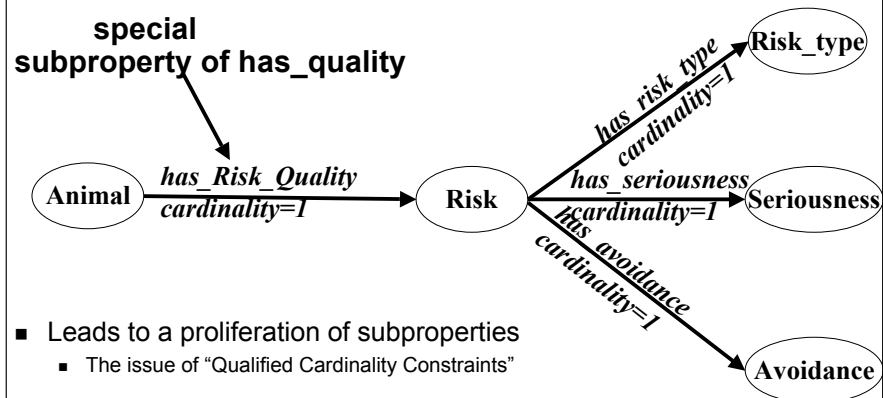 special
subproperty of has_quality
Risk_type
has_risk_type
cardinality=1
Animal
has_Risk_Quality
cardinality=1
Risk
has_seriousness
cardinality=1
Seriousness
has_avoidance
cardinality=1
Avoidance
■ Leads to a proliferation of subproperties
■ The issue of “Qualified Cardinality Constraints”